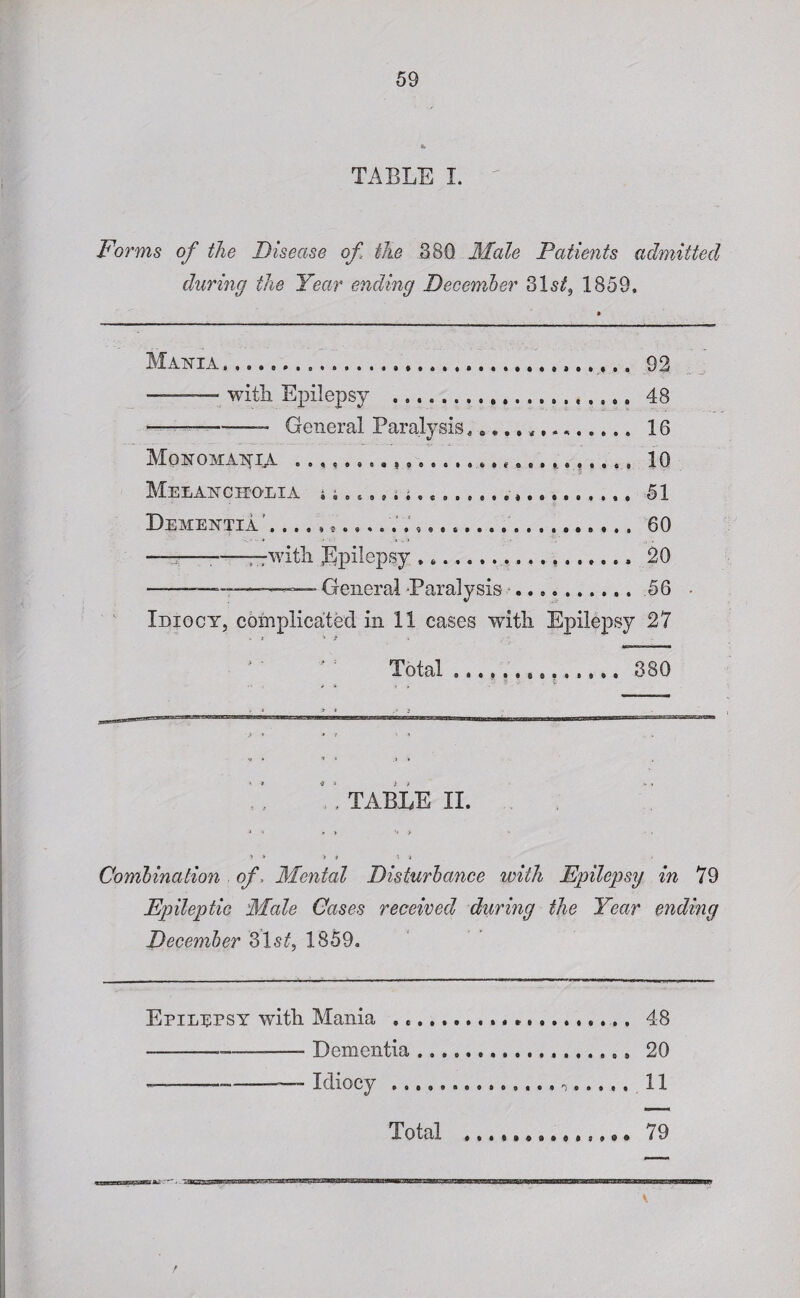 59
TABLE I.
Forms of the Disease of the 380 Male Patients admitted
during the Year ending December 31st, 1859.
MANIA.................................... 92
——— with Epilepsy .................... 48
———— General Paralysis.............. 16
MONOMANIA .............................. 10
MELANCHOLIA ............................ 51
DEMENTIA................................ 60
————with Epilepsy.................. 20
————— General Paralysis........... 56
IDIOCY, complicated in 11 cases with Epilepsy 27
Total ............... 380
TABLE II.
Combination of Mental Disturbance with Epilepsy in 79
Epileptic Male Cases received during the Year ending
December 31st, 1859.
EPILEPSY with Mania .................... 48
————— Dementia................... 20
————— Idiocy ..................... 11
Total .............. 79